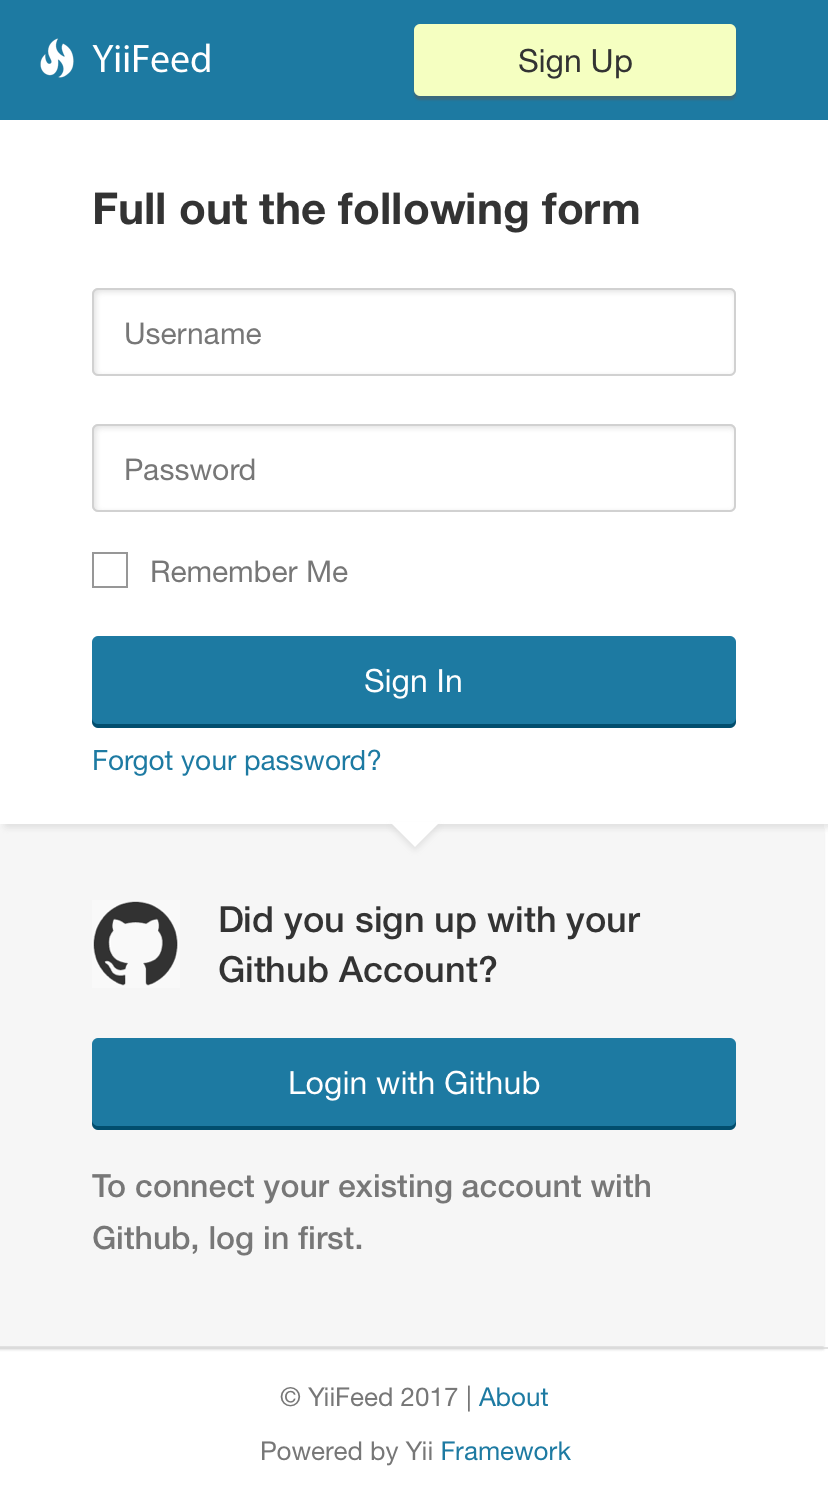 YiiFeed
Sign Up
Full out the following form
Username
Password
Remember Me
Sign In
Forgot your password?
Did you sign up with your
Github Account?
Login with Github
To connect your existing account with
Github, log in first.
© YiiFeed 2017 | About
Powered by Yii Framework